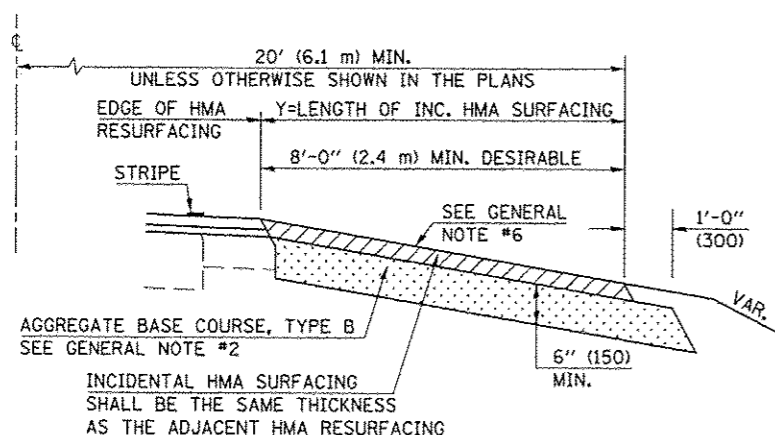 ℄
20' (6.1 m) MIN.
UNLESS OTHERWISE SHOWN IN THE PLANS
EDGE OF HMA
RESURFACING
Y=LENGTH OF INC. HMA SURFACING
8'-0" (2.4 m) MIN. DESIRABLE
STRIPE
SEE GENERAL
NOTE #6
1'-0"
(300)
VAR.
AGGREGATE BASE COURSE, TYPE B
SEE GENERAL NOTE #2
6" (150)
MIN.
INCIDENTAL HMA SURFACING
SHALL BE THE SAME THICKNESS
AS THE ADJACENT HMA RESURFACING